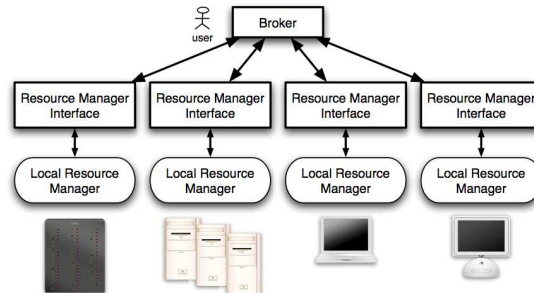 user
Broker
Resource Manager
Interface
Resource Manager
Interface
Resource Manager
Interface
Resource Manager
Interface
Local Resource
Manager
Local Resource
Manager
Local Resource
Manager
Local Resource
Manager